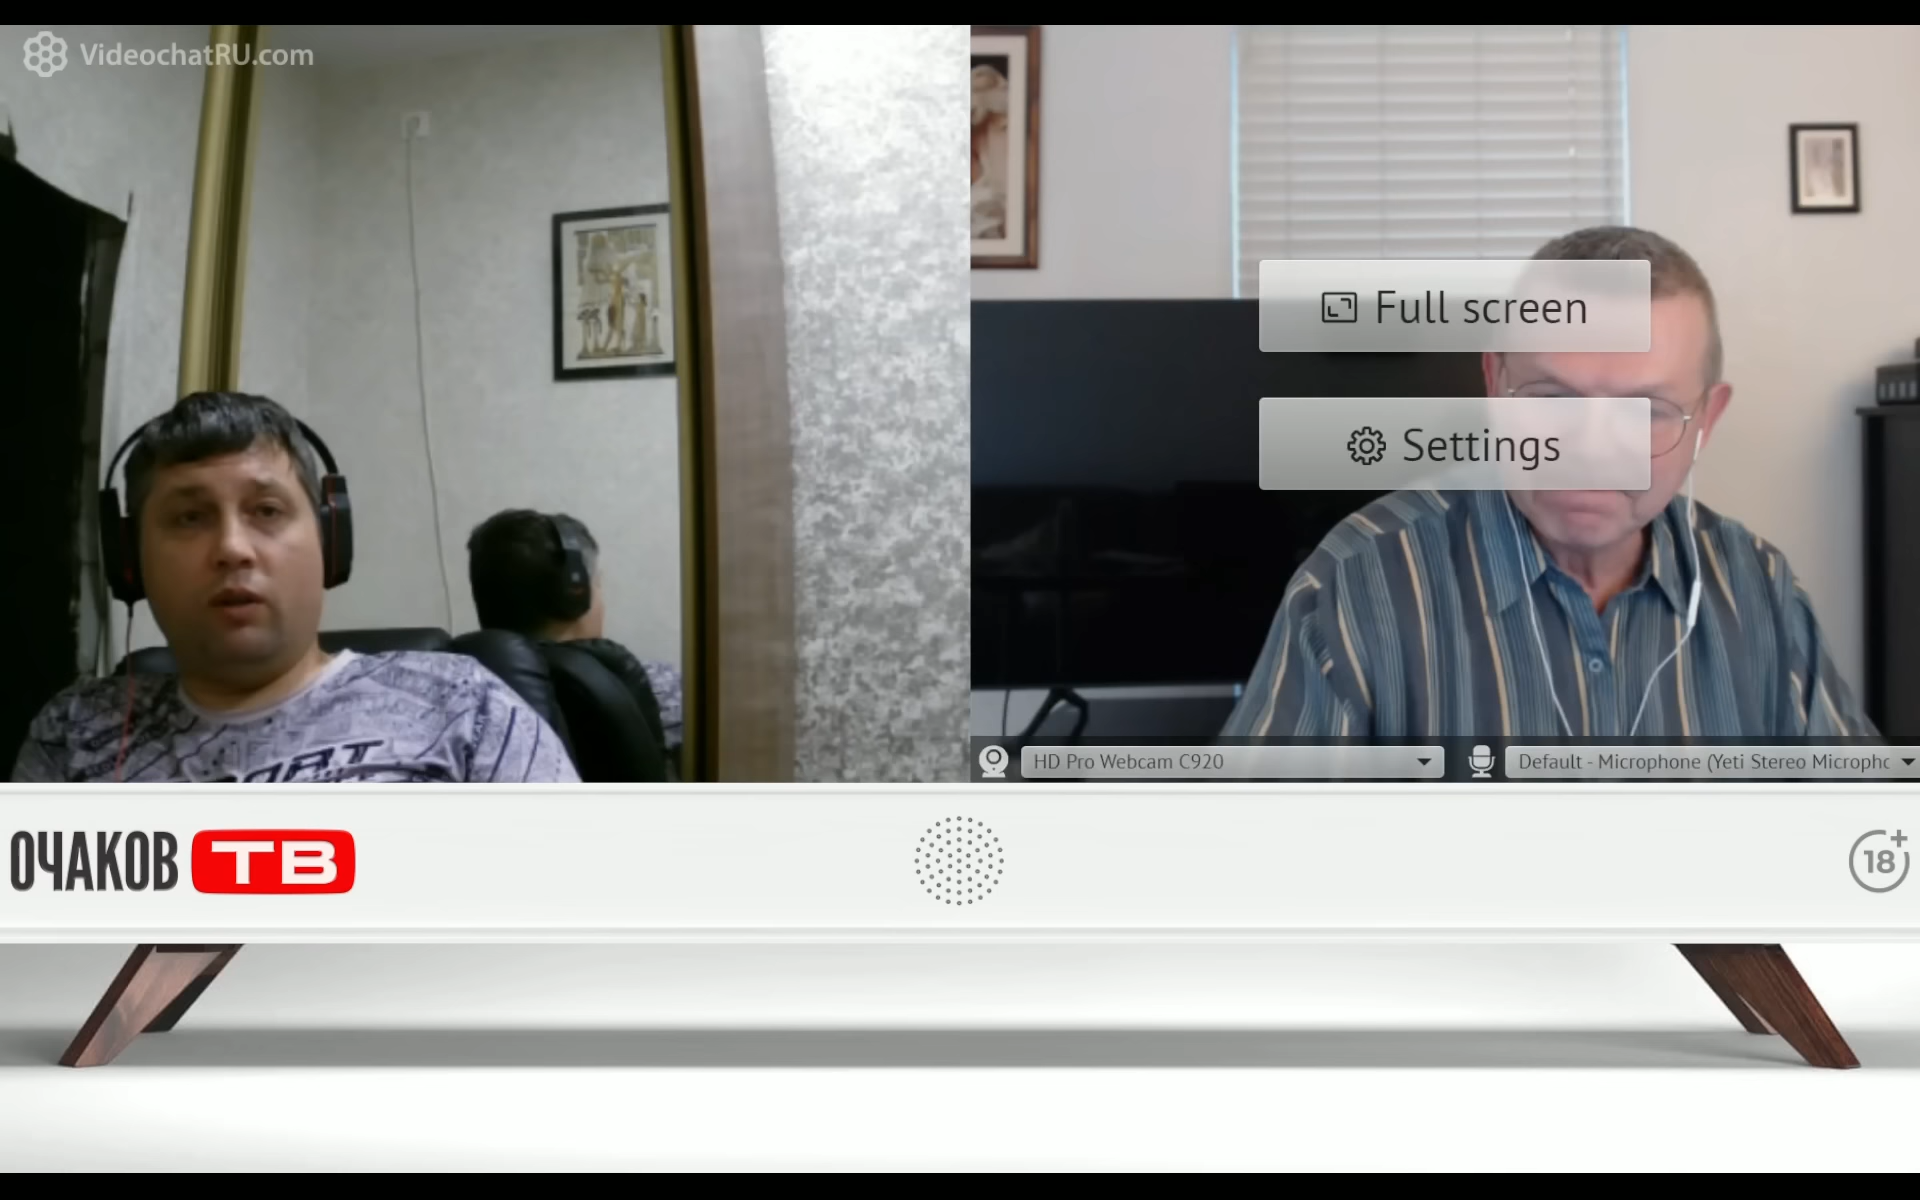 VideochatRU.com
Full screen
Settings
HD Pro Webcam C920
Default - Microphone (Yeti Stereo Microphc
ОЧАКОВ ТВ
18+